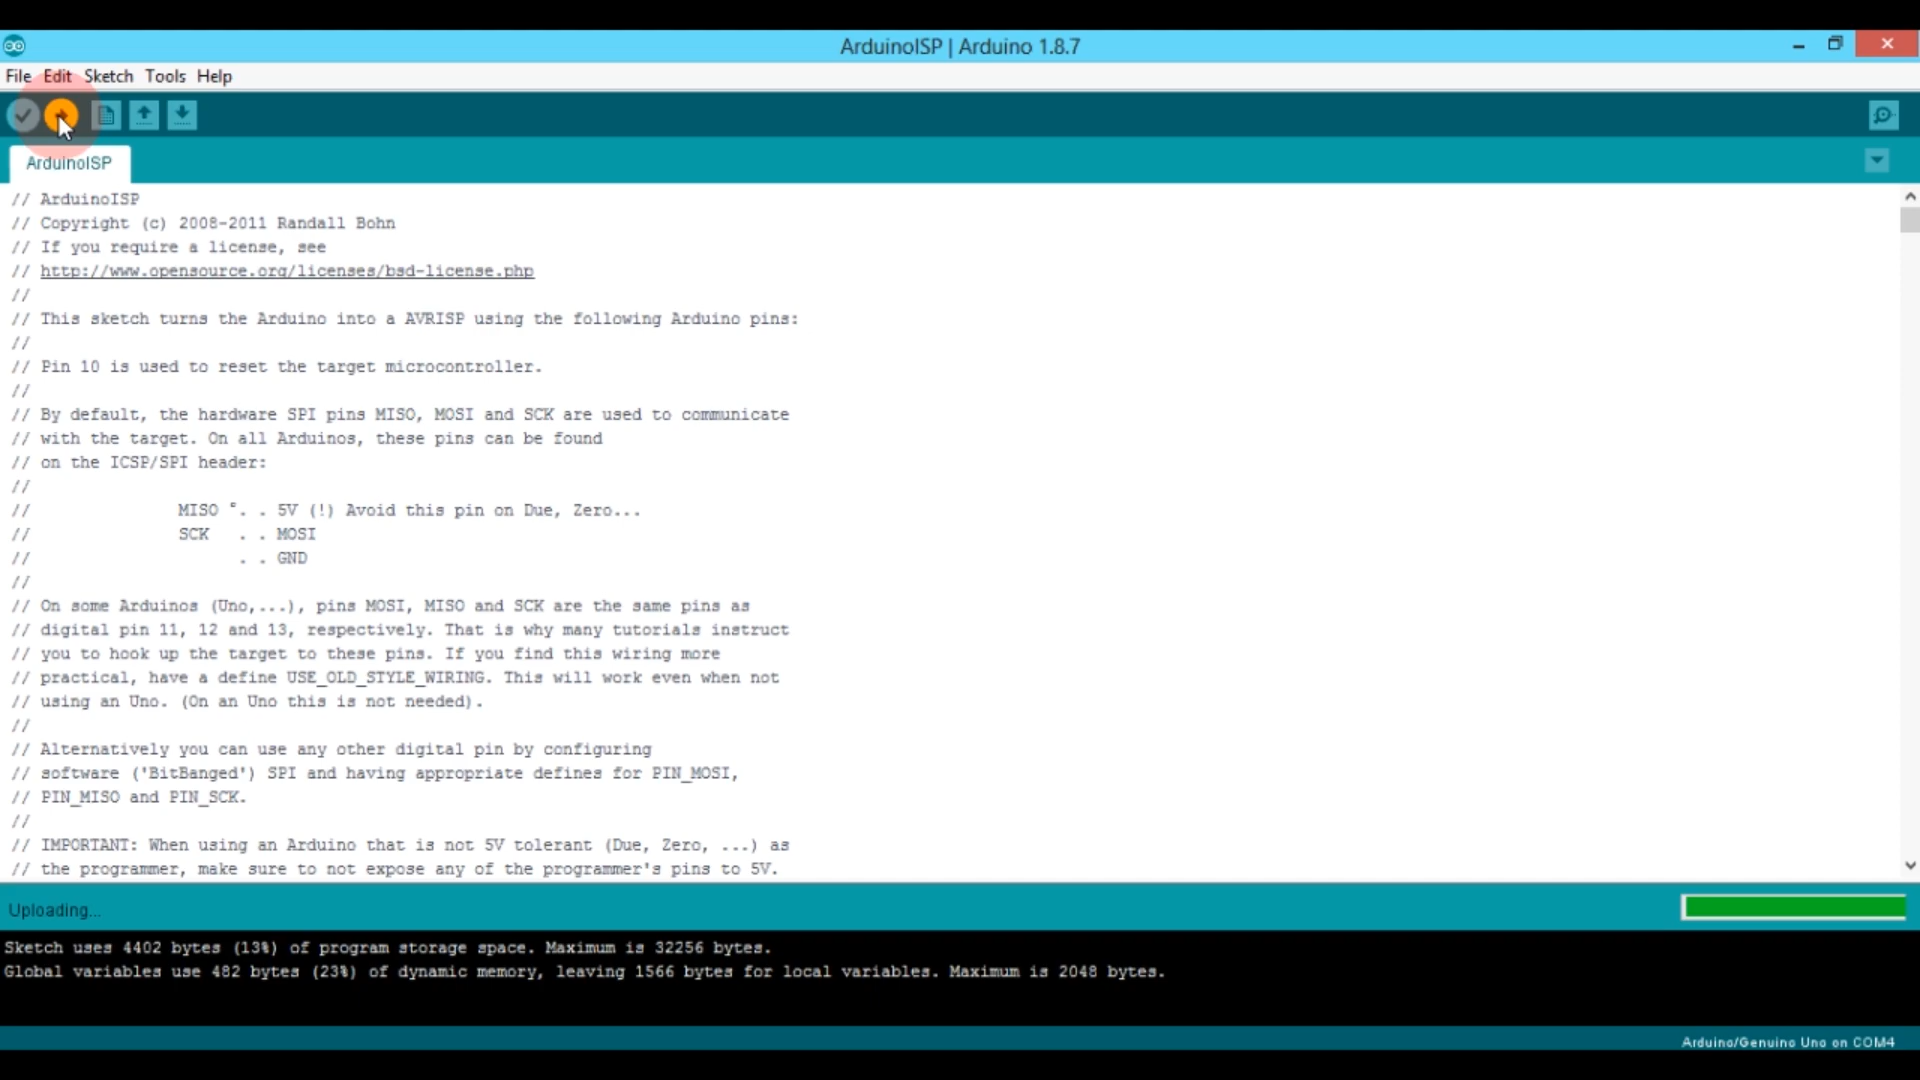 ArduinoISP | Arduino 1.8.7
File Edit Sketch Tools Help
ArduinoISP
// ArduinoISP
// Copyright (c) 2008-2011 Randall Bohn
// If you require a license, see
// http://www.opensource.org/licenses/bsd-license.php
//
// This sketch turns the Arduino into a AVRISP using the following Arduino pins:
//
// Pin 10 is used to reset the target microcontroller.
//
// By default, the hardware SPI pins MISO, MOSI and SCK are used to communicate
// with the target. On all Arduinos, these pins can be found
// on the ICSP/SPI header:
//
// MISO °. . 5V (!) Avoid this pin on Due, Zero...
// SCK . . MOSI
// . . GND
//
// On some Arduinos (Uno,...), pins MOSI, MISO and SCK are the same pins as
// digital pin 11, 12 and 13, respectively. That is why many tutorials instruct
// you to hook up the target to these pins. If you find this wiring more
// practical, have a define USE_OLD_STYLE_WIRING. This will work even when not
// using an Uno. (On an Uno this is not needed).
//
// Alternatively you can use any other digital pin by configuring
// software ('BitBanged') SPI and having appropriate defines for PIN_MOSI,
// PIN_MISO and PIN_SCK.
//
// IMPORTANT: When using an Arduino that is not 5V tolerant (Due, Zero, ...) as
// the programmer, make sure to not expose any of the programmer's pins to 5V.
Uploading...
Sketch uses 4402 bytes (13%) of program storage space. Maximum is 32256 bytes.
Global variables use 482 bytes (23%) of dynamic memory, leaving 1566 bytes for local variables. Maximum is 2048 bytes.
Arduino/Genuino Uno on COM4